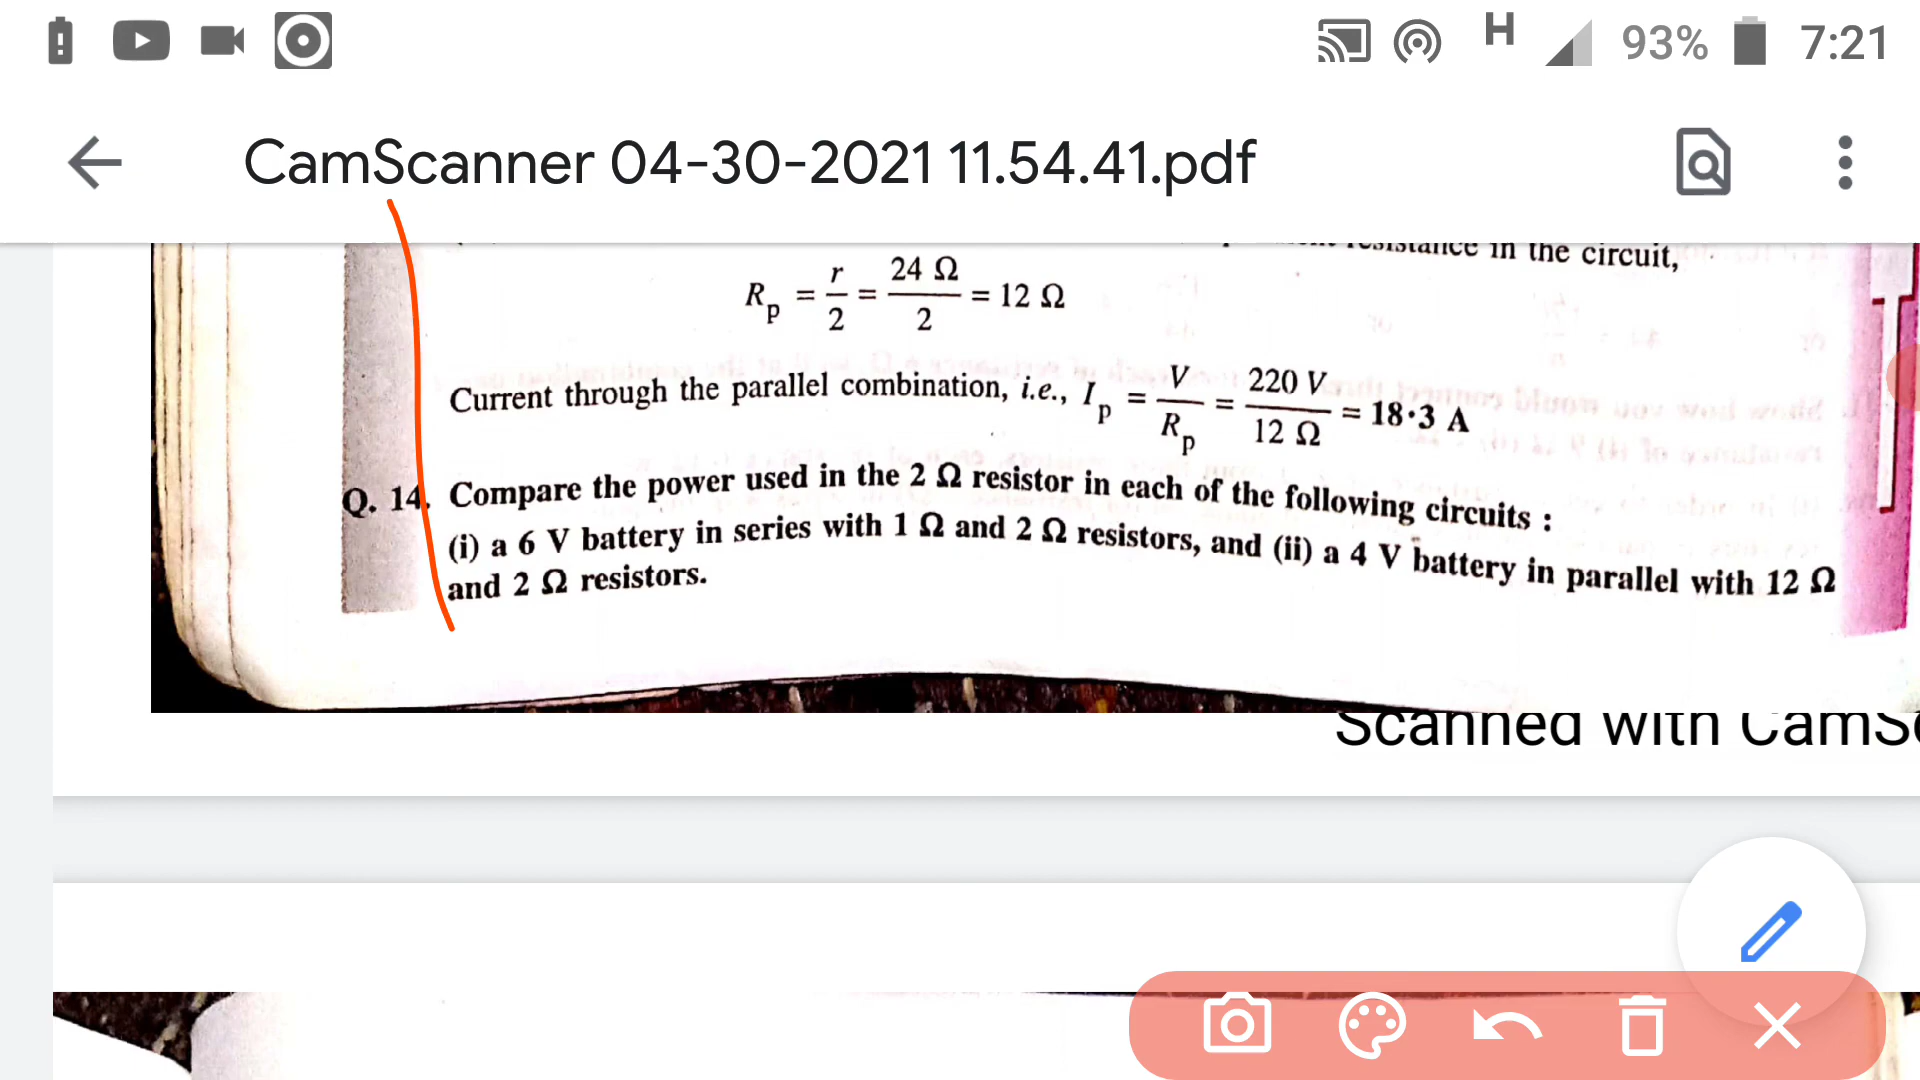 H 93% 7:21
CamScanner 04-30-2021 11.54.41.pdf
resistance in the circuit,
R_p = r/2 = 24 Ω/2 = 12 Ω
Current through the parallel combination, i.e., I_p = V/R_p = 220 V/12 Ω = 18·3 A
Q. 14. Compare the power used in the 2 Ω resistor in each of the following circuits :
(i) a 6 V battery in series with 1 Ω and 2 Ω resistors, and (ii) a 4 V battery in parallel with 12 Ω
and 2 Ω resistors.
Scanned with CamSc